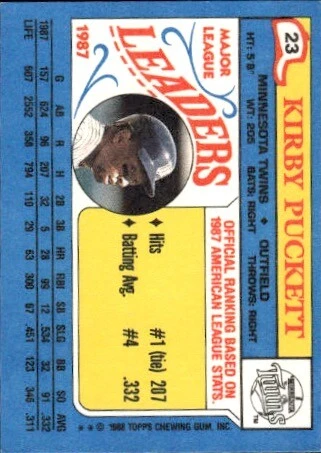 23
KIRBY PUCKETT
MINNESOTA TWINS ♦ OUTFIELD
HT: 5'8" WT: 205 BATS: RIGHT THROWS: RIGHT
MAJOR LEAGUE
LEADERS
1987
OFFICIAL RANKING BASED ON
1987 AMERICAN LEAGUE STATS.
♦ Hits #1 (tie) 207
♦ Batting Avg. #4 .332
G AB R H 2B 3B HR RBI SB SLG BB SO AVG
1987 157 624 96 207 32 5 28 99 12 .534 32 91 .332
LIFE 607 2552 358 794 110 29 63 300 67 .451 123 346 .311
MINNESOTA
Twins
TM
** © 1988 TOPPS CHEWING GUM, INC.